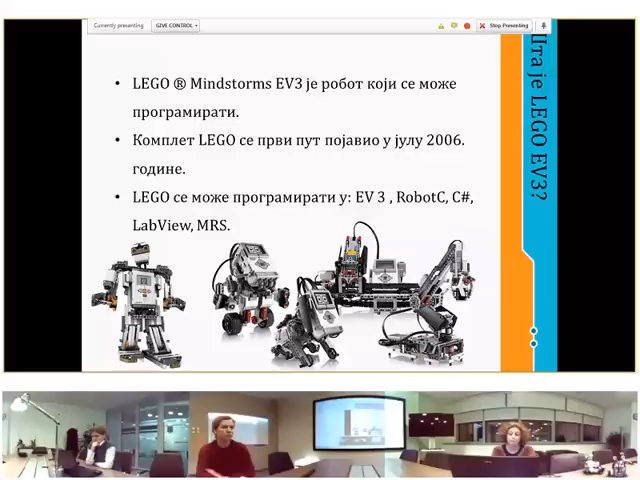 Currently presenting
GIVE CONTROL
Stop Presenting
Шта је LEGO EV3?
• LEGO ® Mindstorms EV3 је робот који се може
програмирати.
• Комплет LEGO се први пут појавио у јулу 2006.
године.
• LEGO се може програмирати у: EV 3 , RobotC, C#,
LabView, MRS.